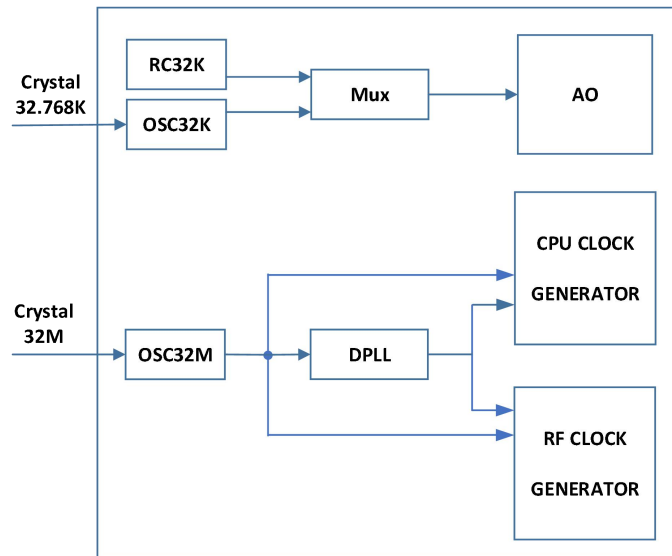 Crystal
32.768K
RC32K
OSC32K
Mux
AO
Crystal
32M
OSC32M
DPLL
CPU CLOCK
GENERATOR
RF CLOCK
GENERATOR